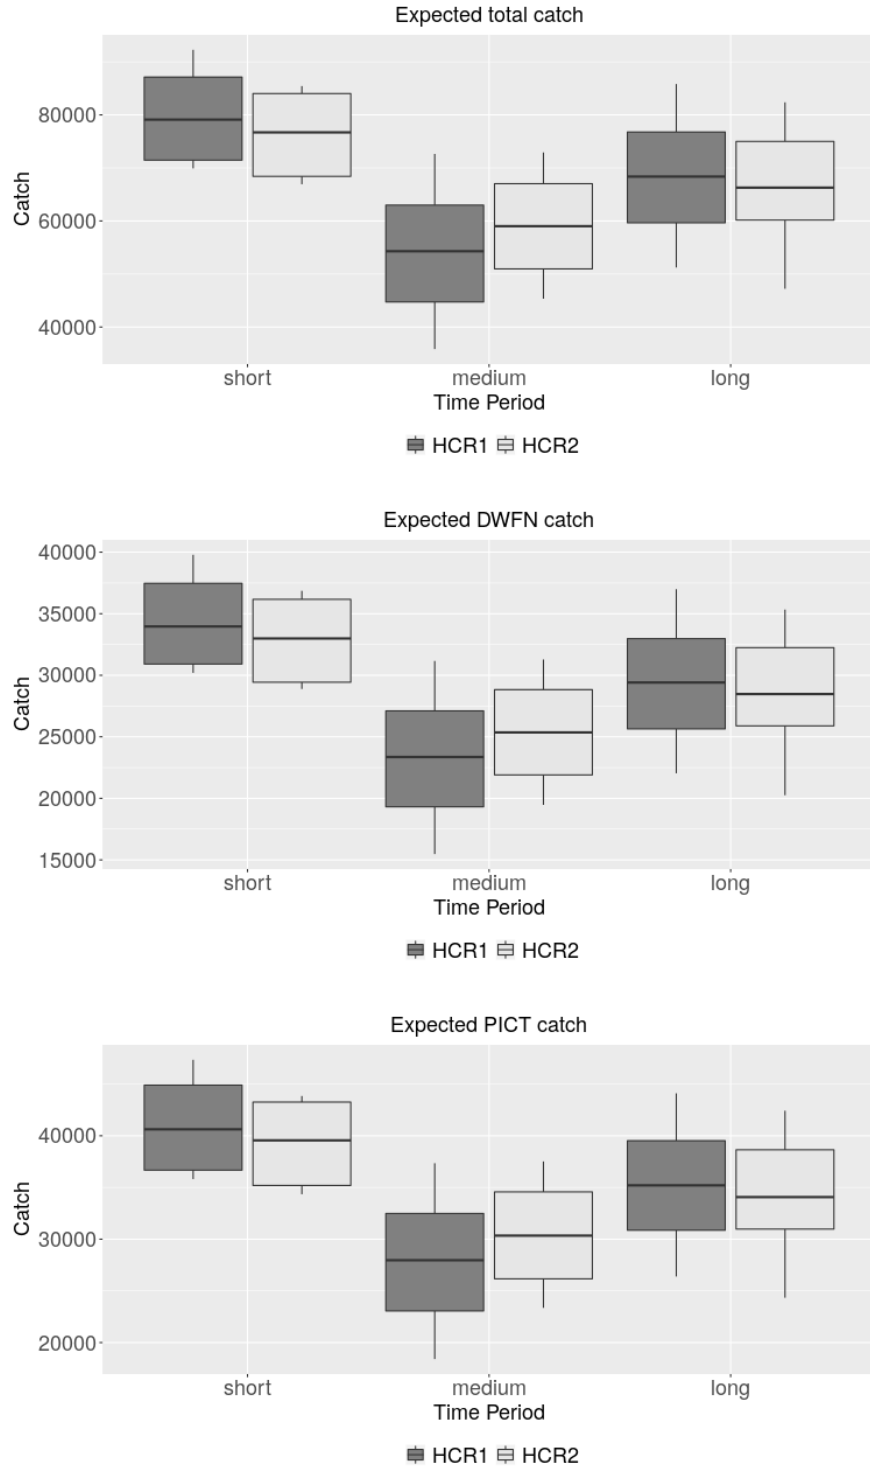 Expected total catch
Catch
80000
60000
40000
short medium long
Time Period
HCR1 HCR2
Expected DWFN catch
Catch
40000
35000
30000
25000
20000
15000
short medium long
Time Period
HCR1 HCR2
Expected PICT catch
Catch
40000
30000
20000
short medium long
Time Period
HCR1 HCR2